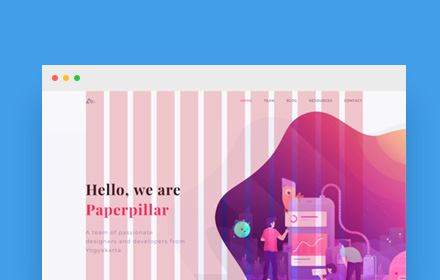 HOME TEAM BLOG RESOURCES CONTACT
Hello, we are
Paperpillar
A team of passionate
designers and developers from
Yogyakarta